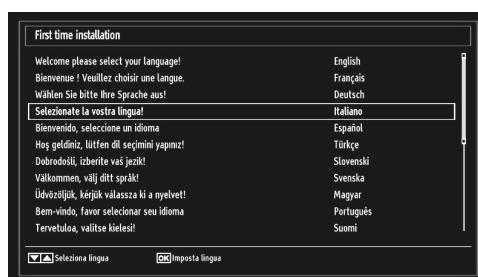 First time installation
Welcome please select your language! English
Bienvenue ! Veuillez choisir une langue. Français
Wählen Sie bitte Ihre Sprache aus! Deutsch
Selezionate la vostra lingua! Italiano
Bienvenido, seleccione un idioma Español
Hoş geldiniz, lütfen dil seçimini yapınız! Türkçe
Dobrodošli, izberite vaš jezik! Slovenski
Välkommen, välj ditt språk! Svenska
Üdvözöljük, kérjük válassza ki a nyelvet! Magyar
Bem-vindo, favor selecionar seu idioma Português
Tervetuloa, valitse kielesi! Suomi
Seleziona lingua OK Imposta lingua